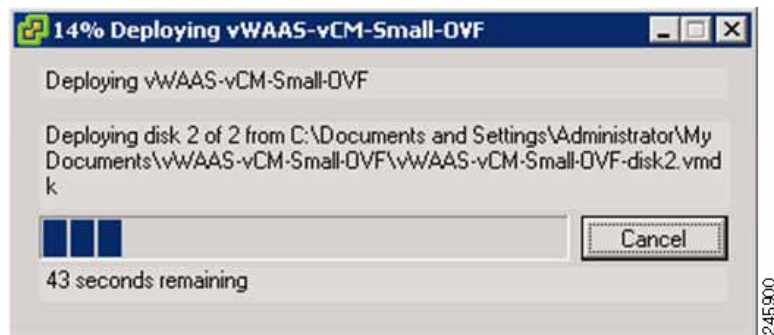 14% Deploying vWAAS-vCM-Small-OVF
Deploying vWAAS-vCM-Small-OVF
Deploying disk 2 of 2 from C:\Documents and Settings\Administrator\My
Documents\vWAAS-vCM-Small-OVF\vWAAS-vCM-Small-OVF-disk2.vmd
k
Cancel
43 seconds remaining
245900